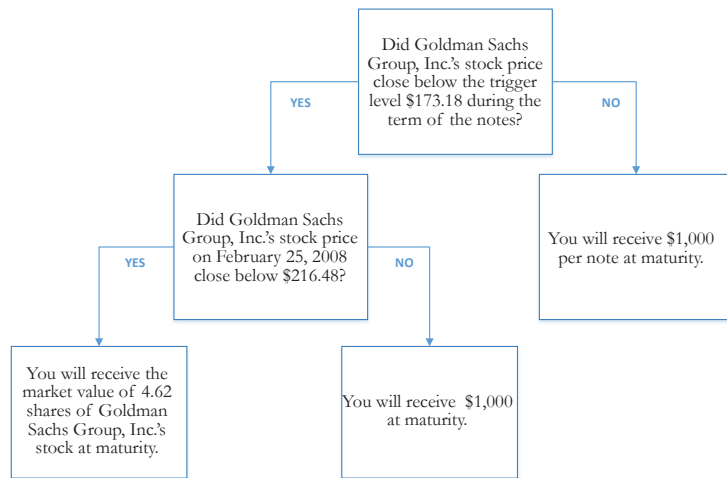 Did Goldman Sachs
Group, Inc.'s stock price
close below the trigger
level $173.18 during the
term of the notes?
YES
NO
Did Goldman Sachs
Group, Inc.'s stock price
on February 25, 2008
close below $216.48?
You will receive $1,000
per note at maturity.
YES
NO
You will receive the
market value of 4.62
shares of Goldman
Sachs Group, Inc.'s
stock at maturity.
You will receive $1,000
at maturity.